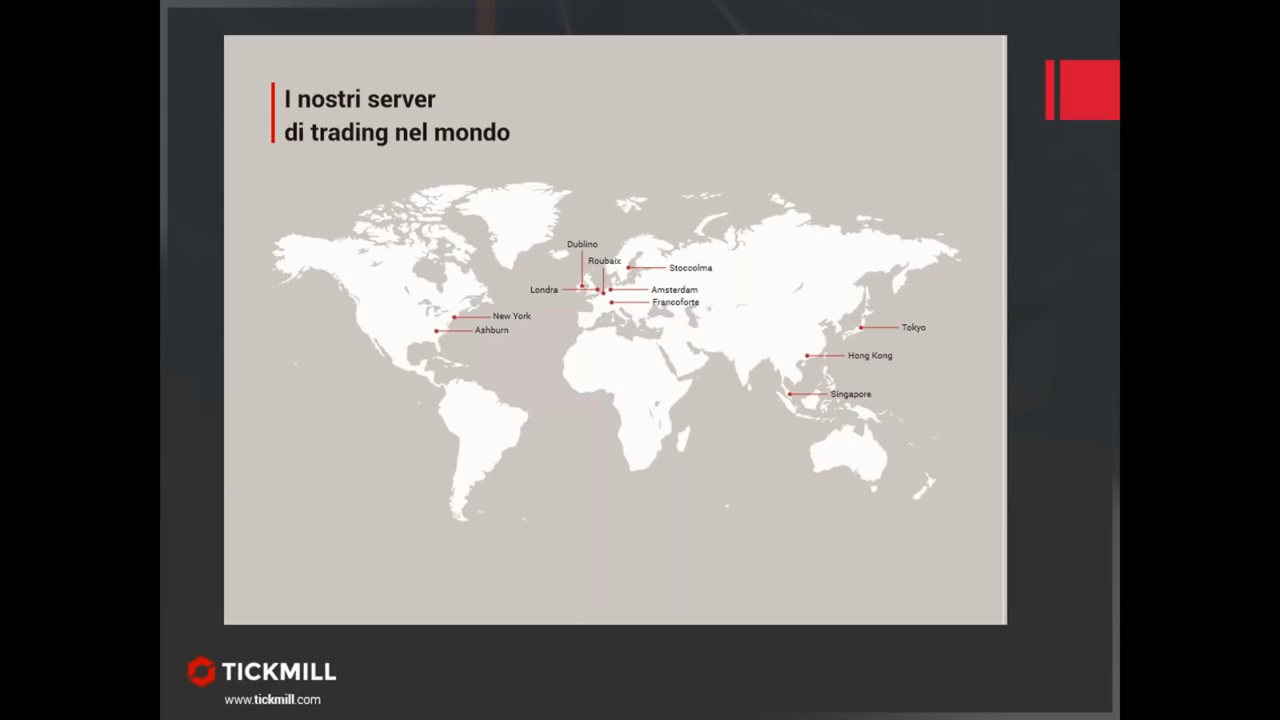 I nostri server
di trading nel mondo
Dublino
Roubaix
Stoccolma
Londra
Amsterdam
Francoforte
New York
Ashburn
Tokyo
Hong Kong
Singapore
TICKMILL
www.tickmill.com